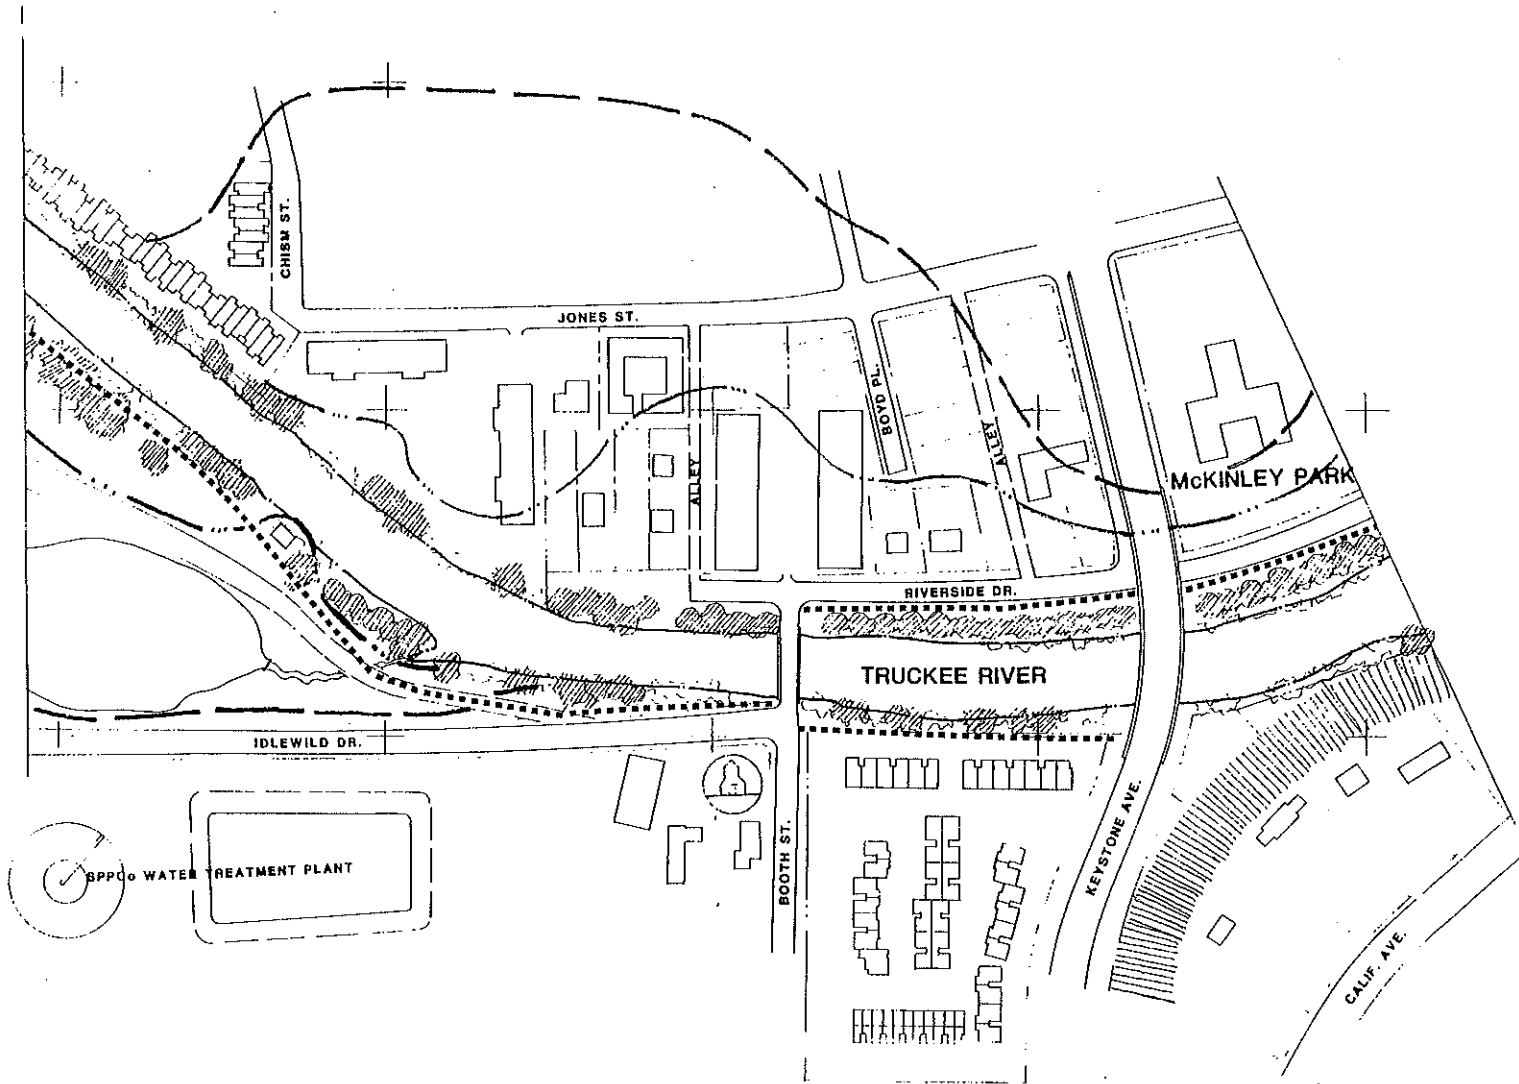 CHISM ST.
JONES ST.
BOYD PL.
ALLEY
ALLEY
McKINLEY PARK
RIVERSIDE DR.
TRUCKEE RIVER
IDLEWILD DR.
KEYSTONE AVE.
BOOTH ST.
SPPCo WATER TREATMENT PLANT
CALIF. AVE.